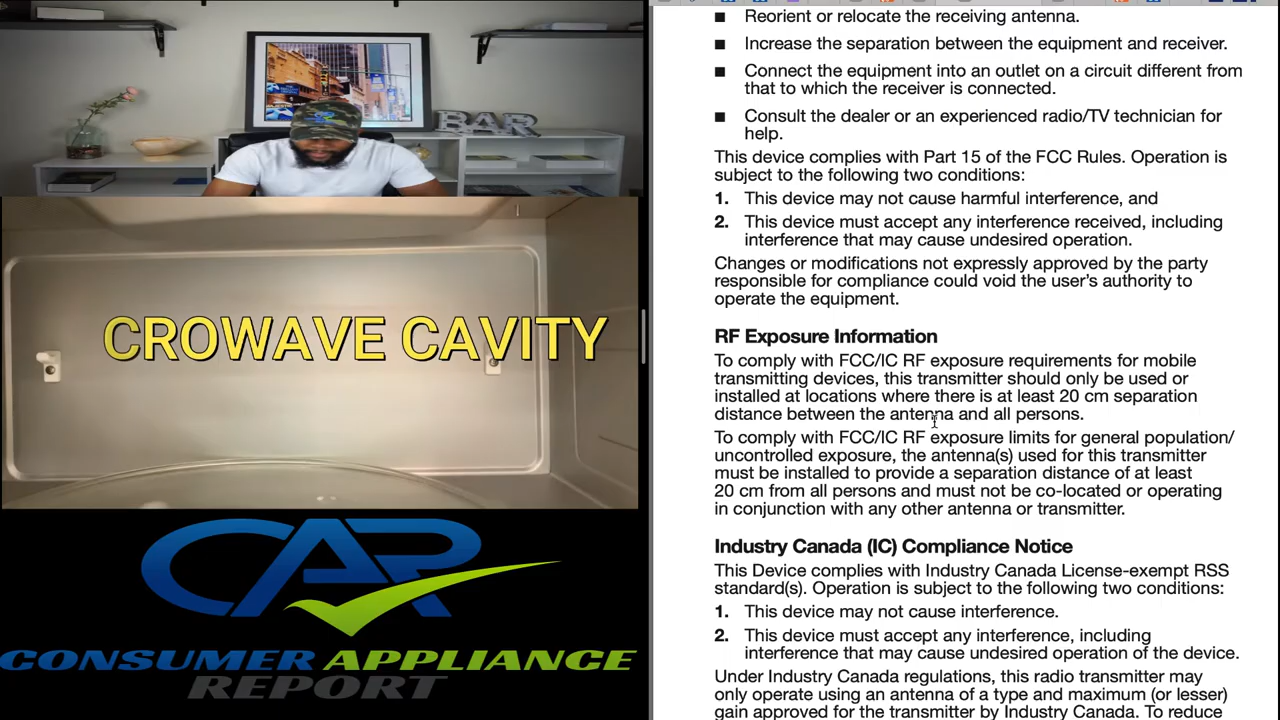 BAR
CROWAVE CAVITY
CAR
CONSUMER APPLIANCE
REPORT
■ Reorient or relocate the receiving antenna.
■ Increase the separation between the equipment and receiver.
■ Connect the equipment into an outlet on a circuit different from
that to which the receiver is connected.
■ Consult the dealer or an experienced radio/TV technician for
help.
This device complies with Part 15 of the FCC Rules. Operation is
subject to the following two conditions:
1. This device may not cause harmful interference, and
2. This device must accept any interference received, including
interference that may cause undesired operation.
Changes or modifications not expressly approved by the party
responsible for compliance could void the user's authority to
operate the equipment.
RF Exposure Information
To comply with FCC/IC RF exposure requirements for mobile
transmitting devices, this transmitter should only be used or
installed at locations where there is at least 20 cm separation
distance between the antenna and all persons.
To comply with FCC/IC RF exposure limits for general population/
uncontrolled exposure, the antenna(s) used for this transmitter
must be installed to provide a separation distance of at least
20 cm from all persons and must not be co-located or operating
in conjunction with any other antenna or transmitter.
Industry Canada (IC) Compliance Notice
This Device complies with Industry Canada License-exempt RSS
standard(s). Operation is subject to the following two conditions:
1. This device may not cause interference.
2. This device must accept any interference, including
interference that may cause undesired operation of the device.
Under Industry Canada regulations, this radio transmitter may
only operate using an antenna of a type and maximum (or lesser)
gain approved for the transmitter by Industry Canada. To reduce